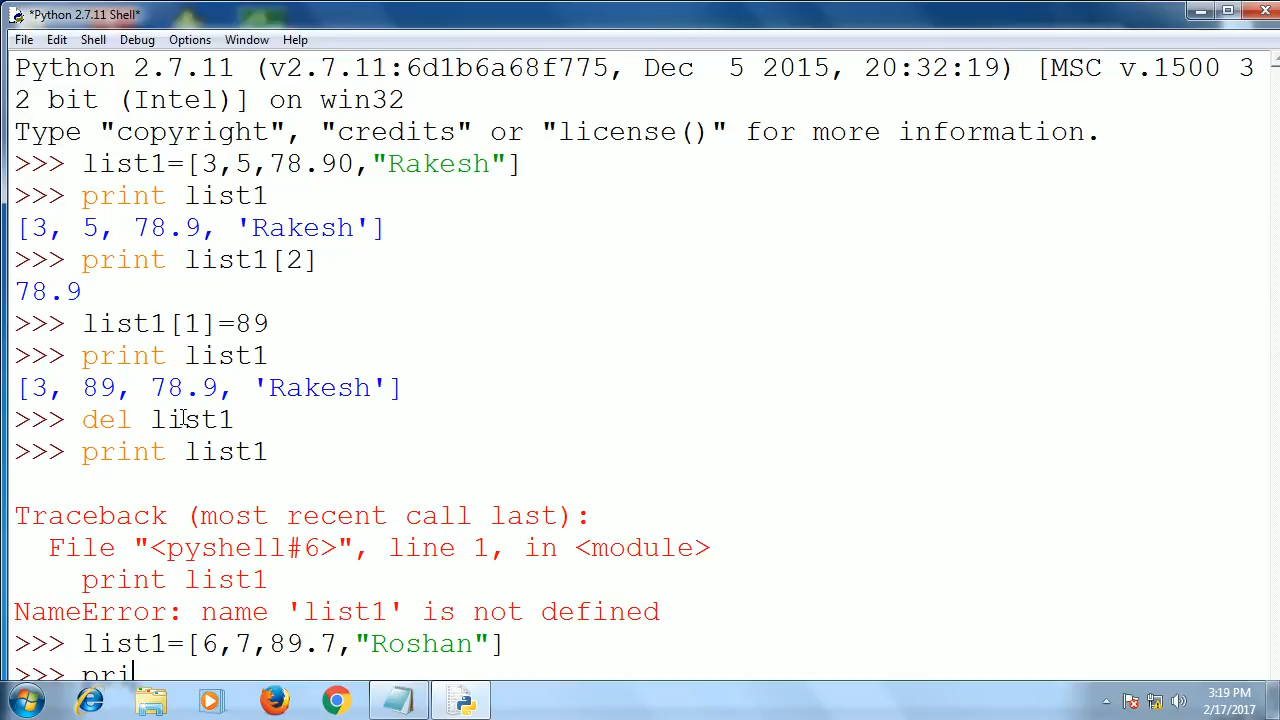 *Python 2.7.11 Shell*
File Edit Shell Debug Options Window Help
Python 2.7.11 (v2.7.11:6d1b6a68f775, Dec  5 2015, 20:32:19) [MSC v.1500 3
2 bit (Intel)] on win32
Type "copyright", "credits" or "license()" for more information.
>>> list1=[3,5,78.90,"Rakesh"]
>>> print list1
[3, 5, 78.9, 'Rakesh']
>>> print list1[2]
78.9
>>> list1[1]=89
>>> print list1
[3, 89, 78.9, 'Rakesh']
>>> del list1
>>> print list1
Traceback (most recent call last):
  File "<pyshell#6>", line 1, in <module>
    print list1
NameError: name 'list1' is not defined
>>> list1=[6,7,89.7,"Roshan"]
>>> pri
3:19 PM
2/17/2017